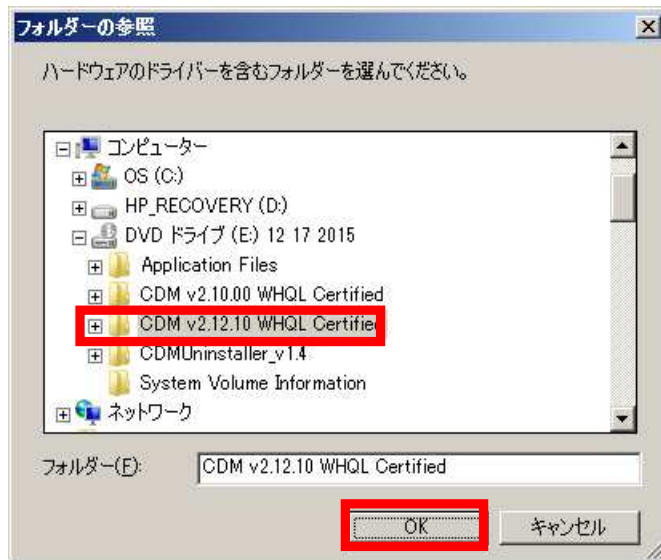 フォルダーの参照
ハードウェアのドライバーを含むフォルダーを選んでください。
コンピューター
OS (C:)
HP_RECOVERY (D:)
DVD ドライブ (E:) 12 17 2015
Application Files
CDM v2.10.00 WHQL Certified
CDM v2.12.10 WHQL Certified
CDMUninstaller_v1.4
System Volume Information
ネットワーク
フォルダー(F): CDM v2.12.10 WHQL Certified
OK キャンセル